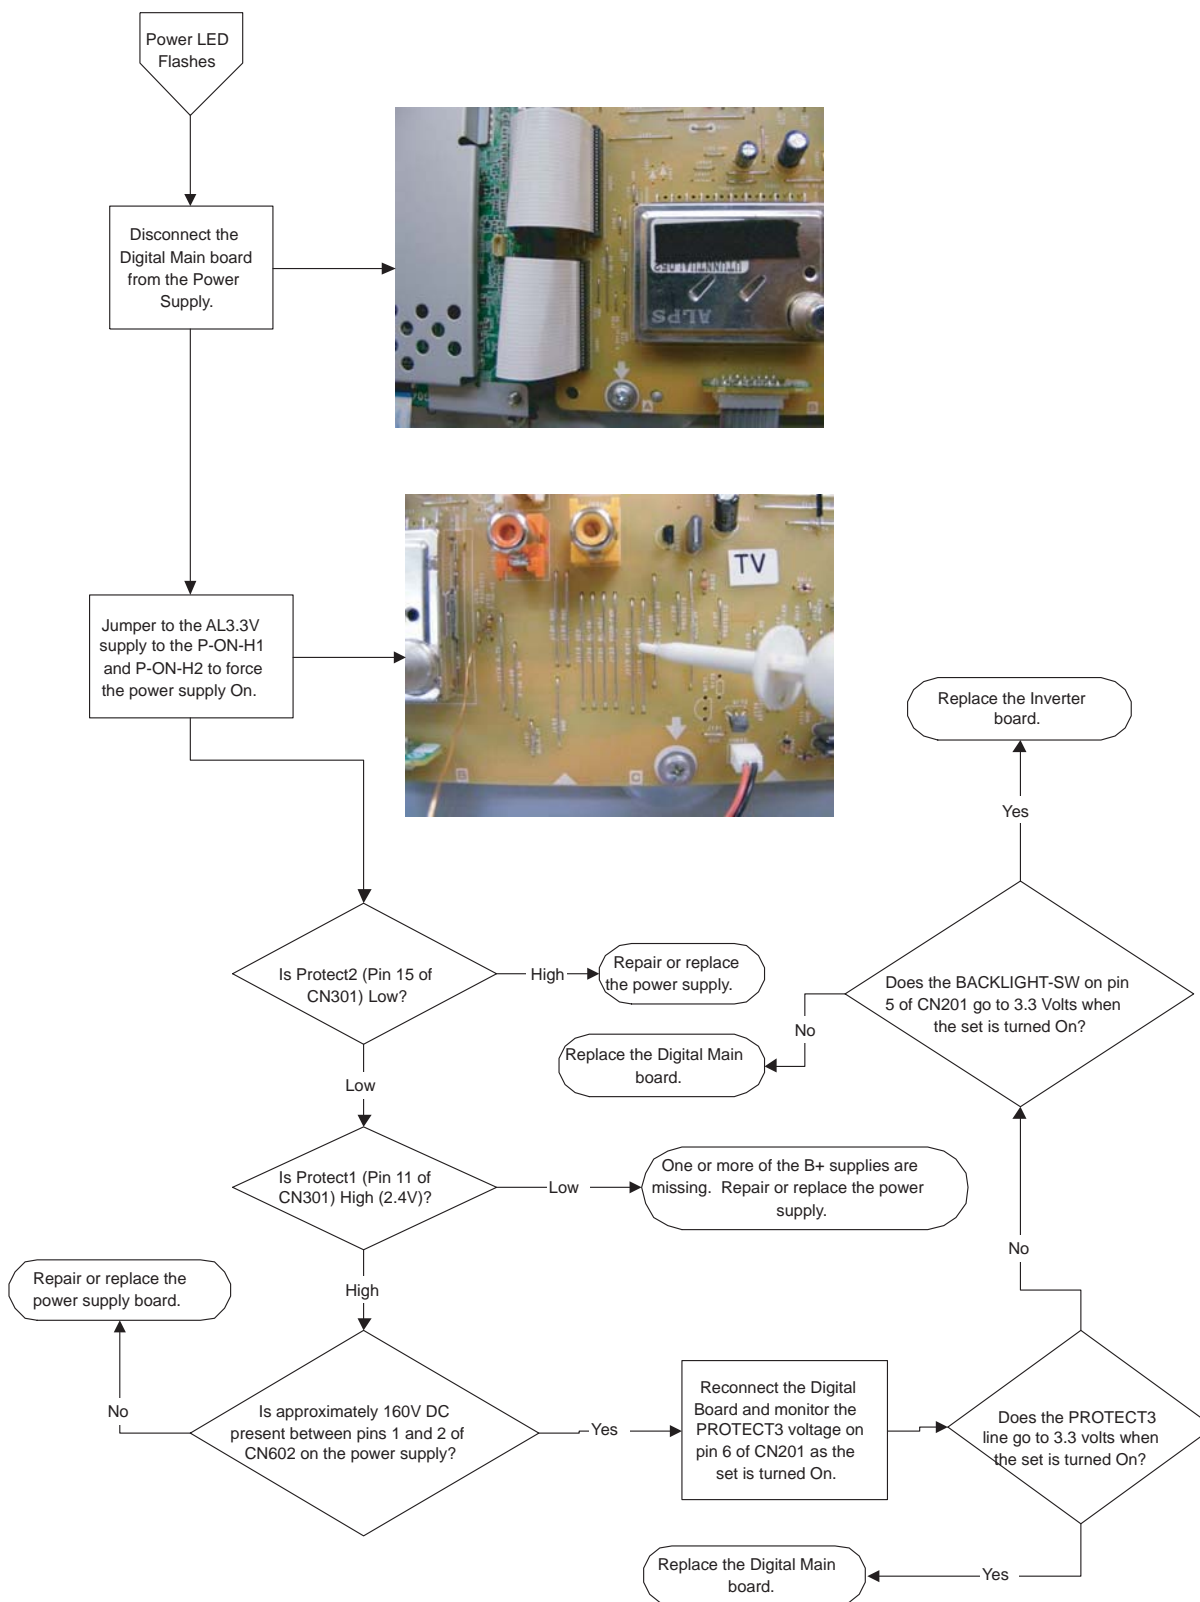 Power LED
Flashes
Disconnect the
Digital Main board
from the Power
Supply.
ALPS
A
B
Jumper to the AL3.3V
supply to the P-ON-H1
and P-ON-H2 to force
the power supply On.
TV
B
C
Replace the Inverter
board.
Yes
Is Protect2 (Pin 15 of
CN301) Low?
High
Repair or replace
the power supply.
Does the BACKLIGHT-SW on pin
5 of CN201 go to 3.3 Volts when
the set is turned On?
No
Replace the Digital Main
board.
Low
Is Protect1 (Pin 11 of
CN301) High (2.4V)?
Low
One or more of the B+ supplies are
missing. Repair or replace the power
supply.
No
High
Repair or replace the
power supply board.
No
Is approximately 160V DC
present between pins 1 and 2 of
CN602 on the power supply?
Yes
Reconnect the Digital
Board and monitor the
PROTECT3 voltage on
pin 6 of CN201 as the
set is turned On.
Does the PROTECT3
line go to 3.3 volts when
the set is turned On?
Yes
Replace the Digital Main
board.